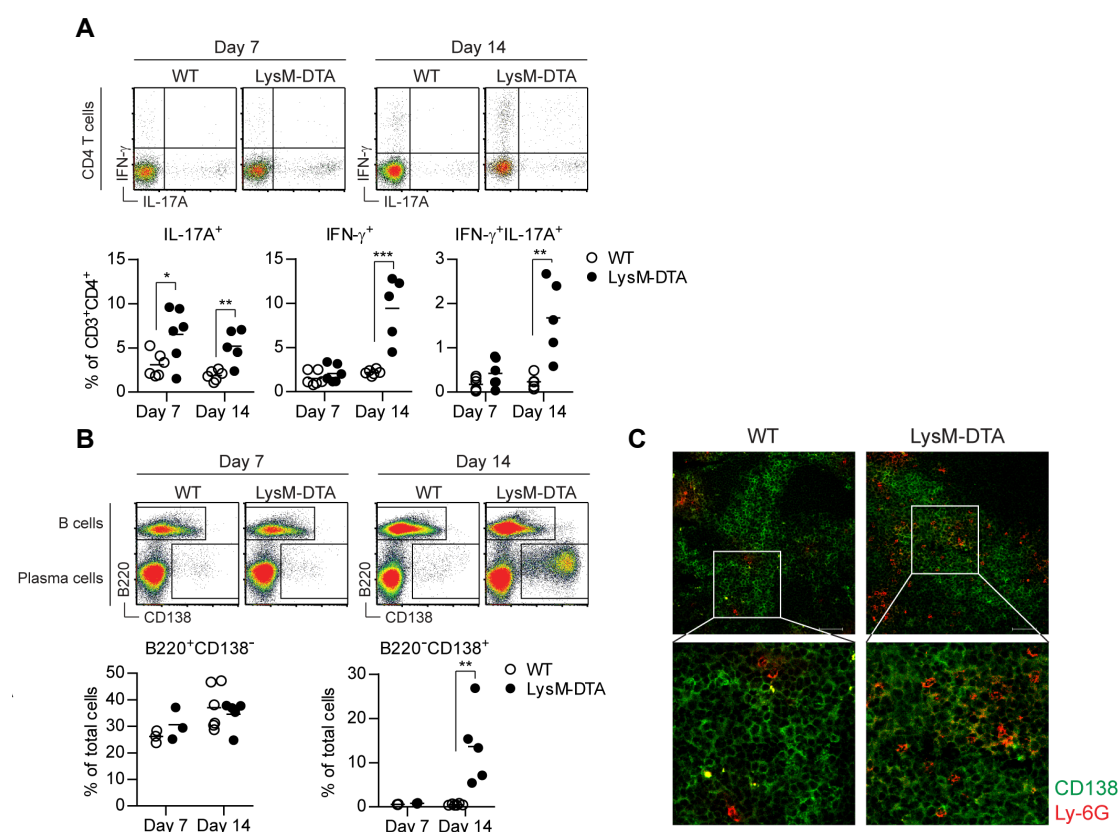 A
Day 7
Day 14
WT
LysM-DTA
WT
LysM-DTA
CD4 T cells
IFN-γ
IL-17A
IFN-γ
IL-17A
IL-17A⁺
IFN-γ⁺
IFN-γ⁺IL-17A⁺
WT
LysM-DTA
% of CD3⁺CD4⁺
15
10
5
0
*
**
Day 7
Day 14
15
10
5
0
***
Day 7
Day 14
3
2
1
0
**
Day 7
Day 14
B
Day 7
Day 14
WT
LysM-DTA
WT
LysM-DTA
B cells
Plasma cells
B220
CD138
B220
CD138
B220⁺CD138⁻
% of total cells
50
40
30
20
10
0
Day 7
Day 14
B220⁻CD138⁺
WT
LysM-DTA
% of total cells
30
20
10
0
**
Day 7
Day 14
C
WT
LysM-DTA
CD138
Ly-6G